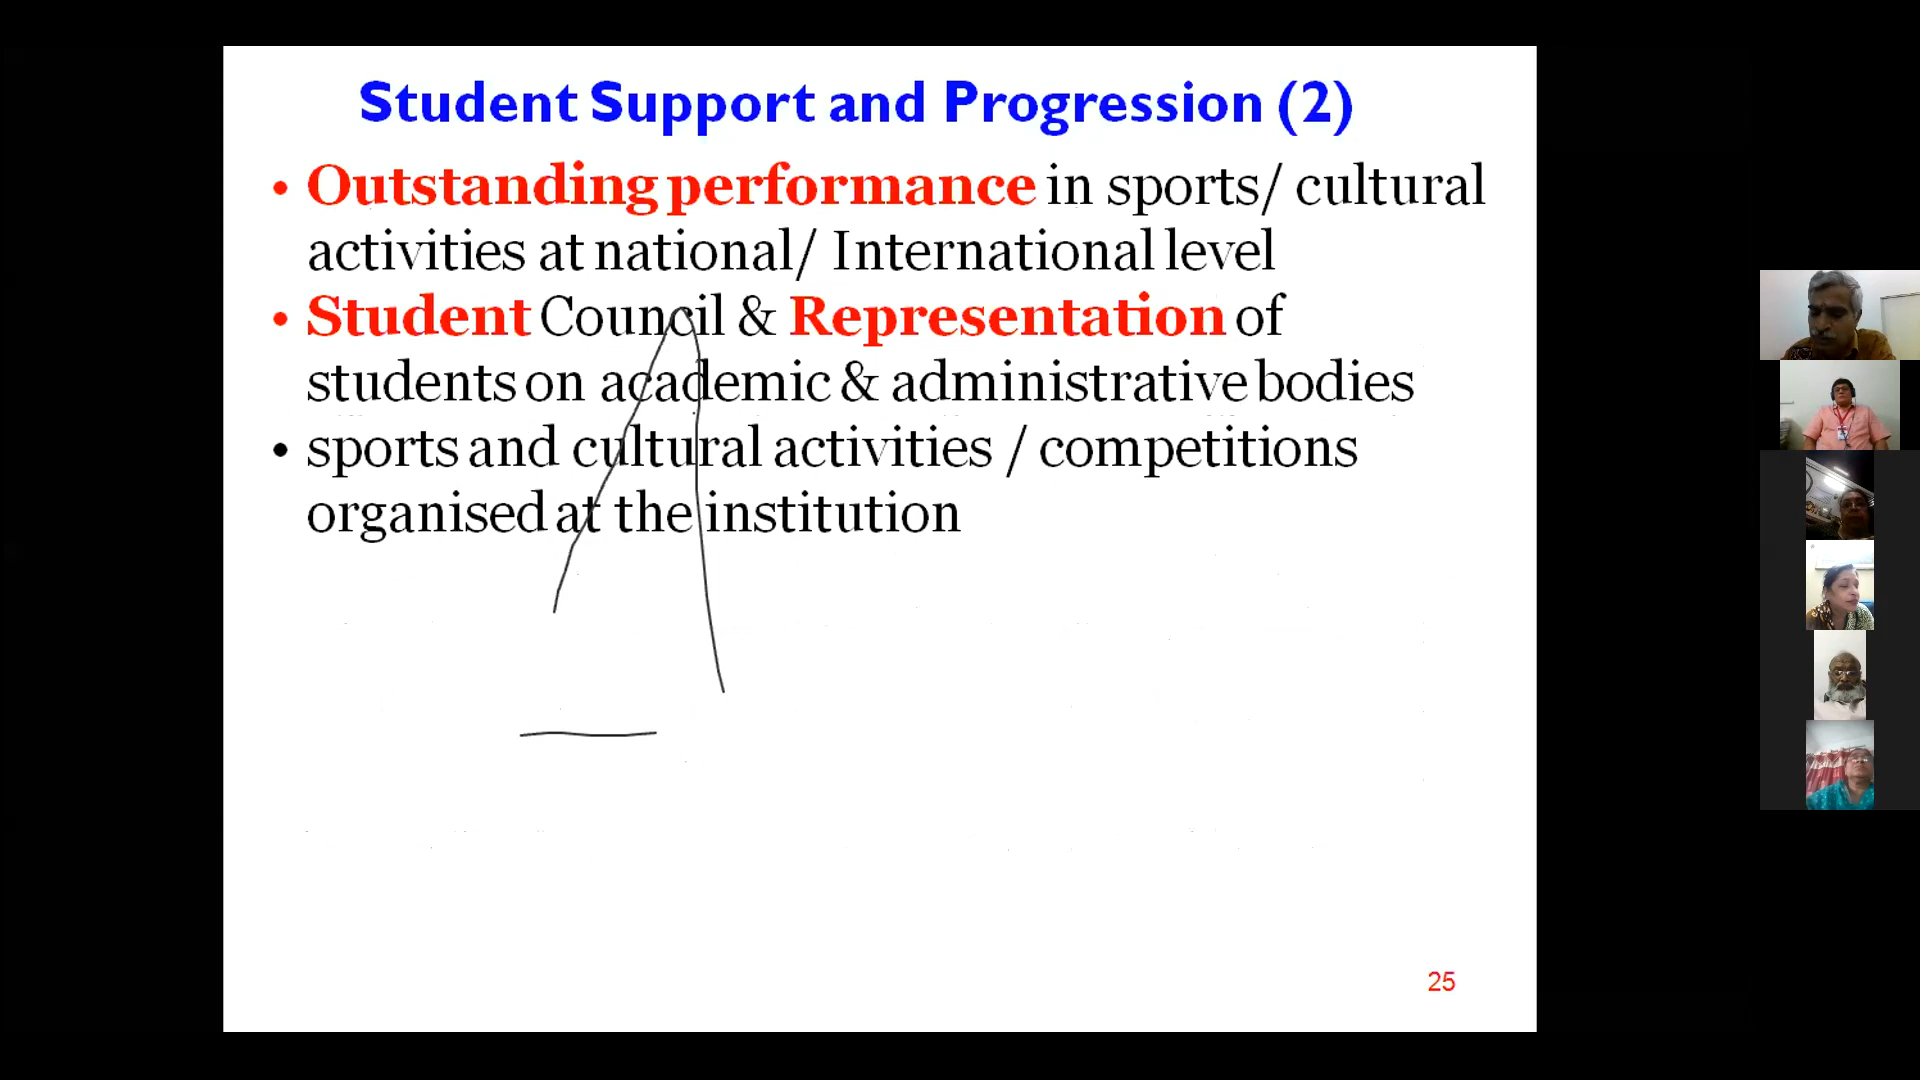 Student Support and Progression (2)
• Outstanding performance in sports/ cultural
activities at national/ International level
• Student Council & Representation of
students on academic & administrative bodies
• sports and cultural activities / competitions
organised at the institution
25